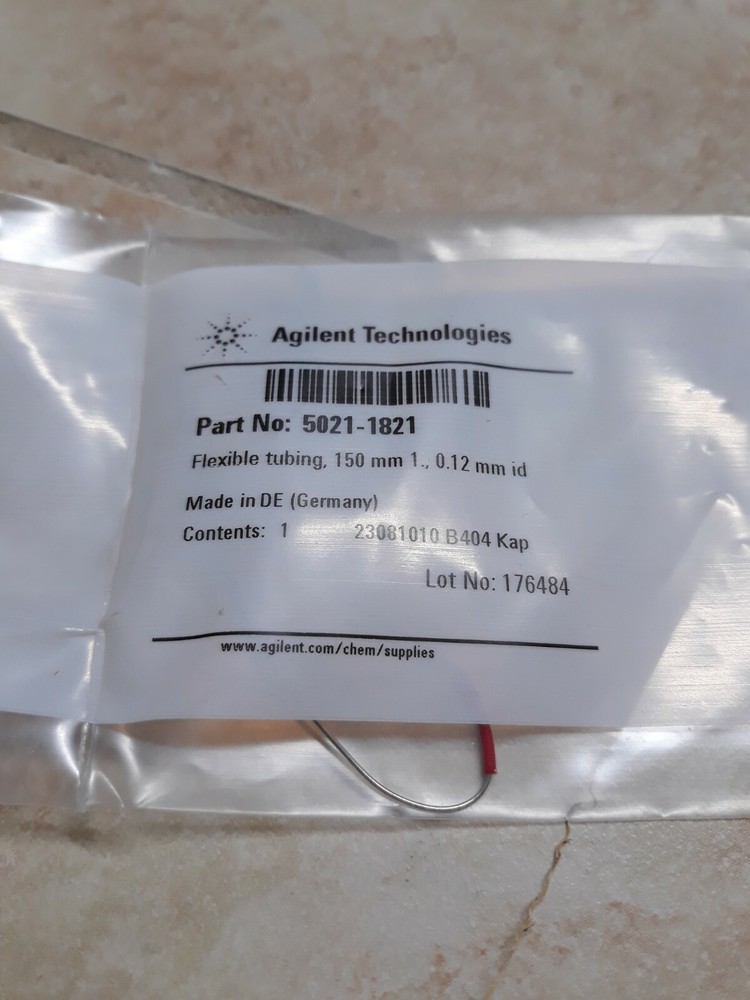 Agilent Technologies
Part No: 5021-1821
Flexible tubing, 150 mm 1., 0.12 mm id
Made in DE (Germany)
Contents: 1 23081010 B404 Kap
Lot No: 176484
www.agilent.com/chem/supplies